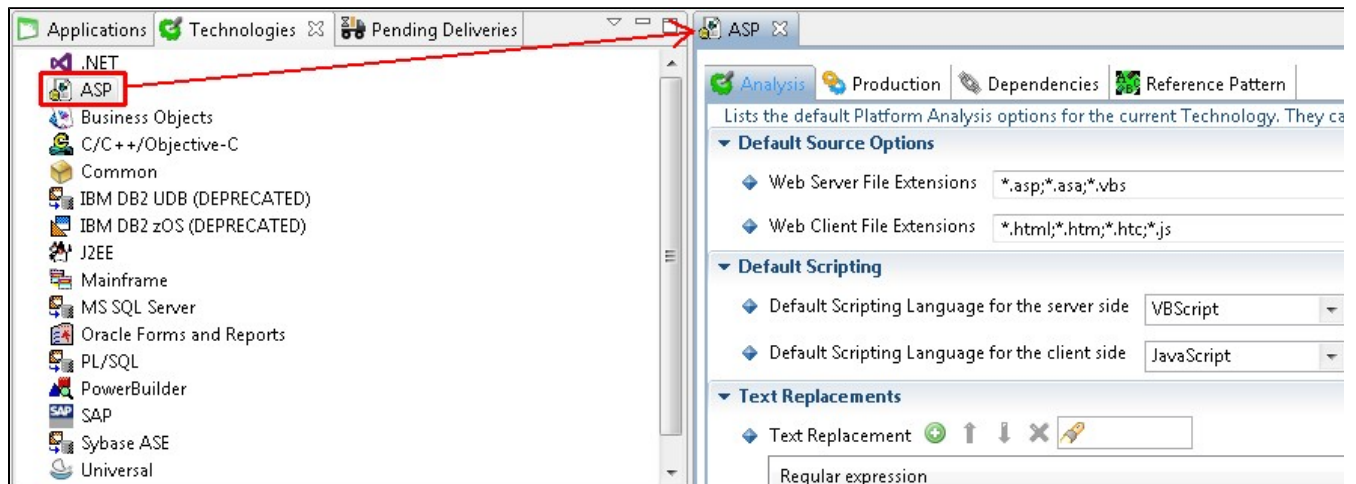 Applications Technologies Pending Deliveries
.NET
ASP
Business Objects
C/C++/Objective-C
Common
IBM DB2 UDB (DEPRECATED)
IBM DB2 zOS (DEPRECATED)
J2EE
Mainframe
MS SQL Server
Oracle Forms and Reports
PL/SQL
PowerBuilder
SAP SAP
Sybase ASE
Universal
ASP
Analysis Production Dependencies Reference Pattern
Lists the default Platform Analysis options for the current Technology. They ca
Default Source Options
Web Server File Extensions *.asp;*.asa;*.vbs
Web Client File Extensions *.html;*.htm;*.htc;*.js
Default Scripting
Default Scripting Language for the server side VBScript
Default Scripting Language for the client side JavaScript
Text Replacements
Text Replacement
Regular expression